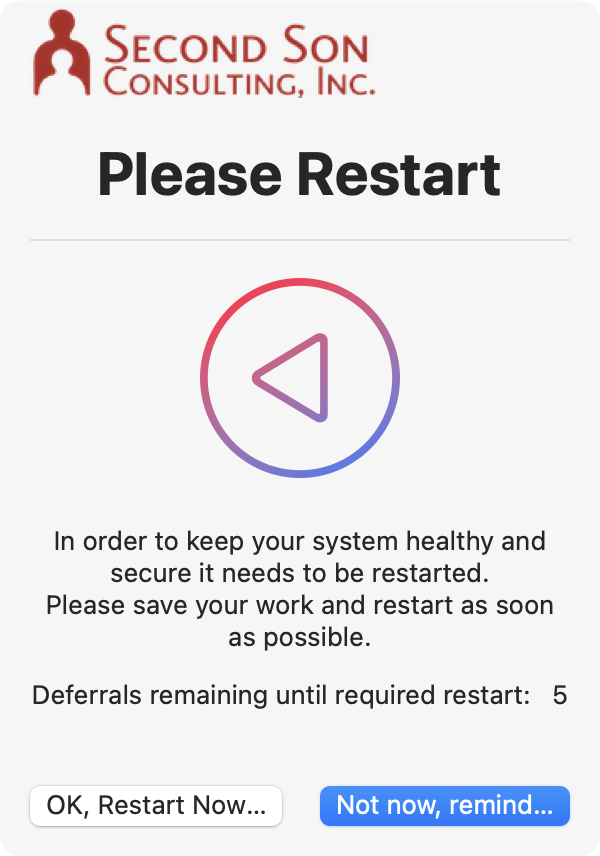 SECOND SON
CONSULTING, INC.
Please Restart
In order to keep your system healthy and
secure it needs to be restarted.
Please save your work and restart as soon
as possible.
Deferrals remaining until required restart: 5
OK, Restart Now...
Not now, remind...